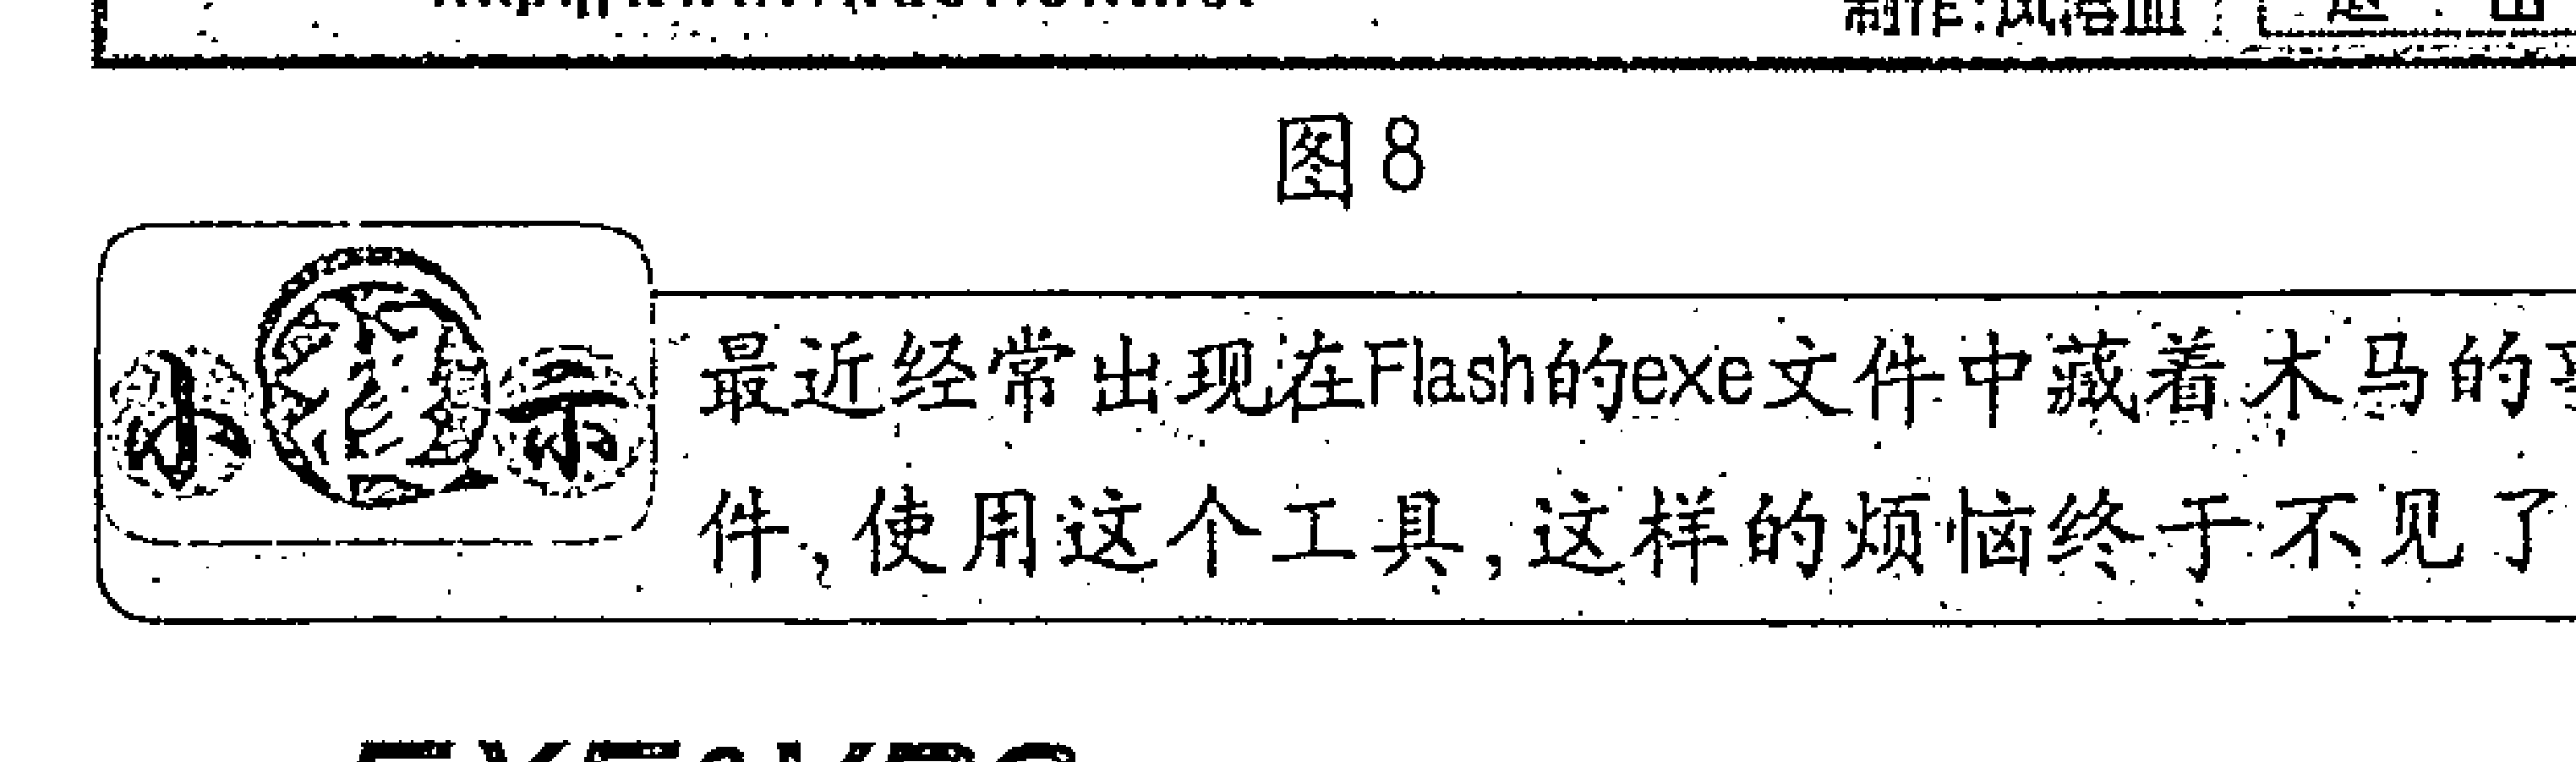 图8
小提示
最近经常出现在Flash的exe文件中藏着木马的
件,使用这个工具,这样的烦恼终于不见了